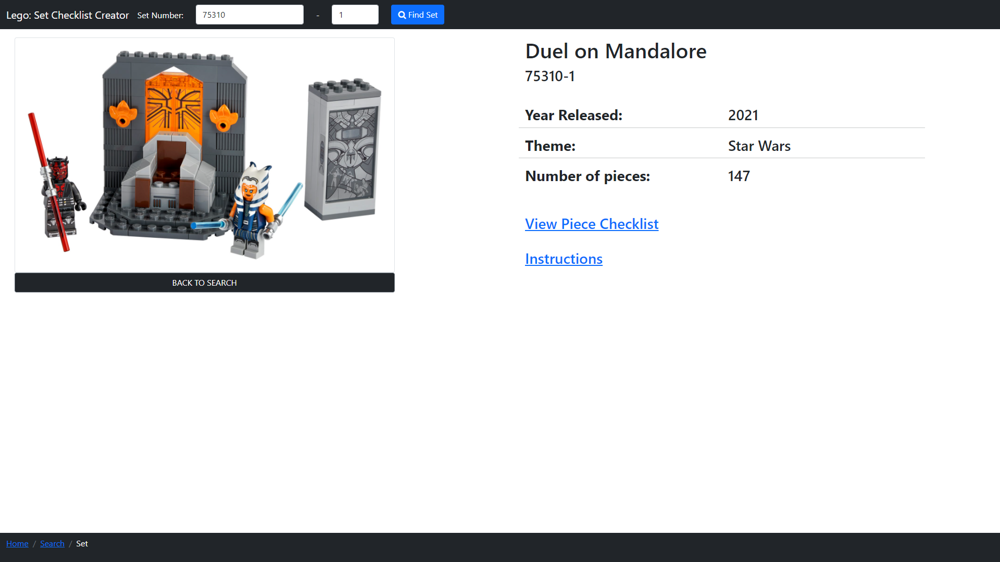 Lego: Set Checklist Creator Set Number: 75310 - 1 Find Set
Duel on Mandalore
75310-1
Year Released: 2021
Theme: Star Wars
Number of pieces: 147
View Piece Checklist
Instructions
BACK TO SEARCH
Home / Search / Set